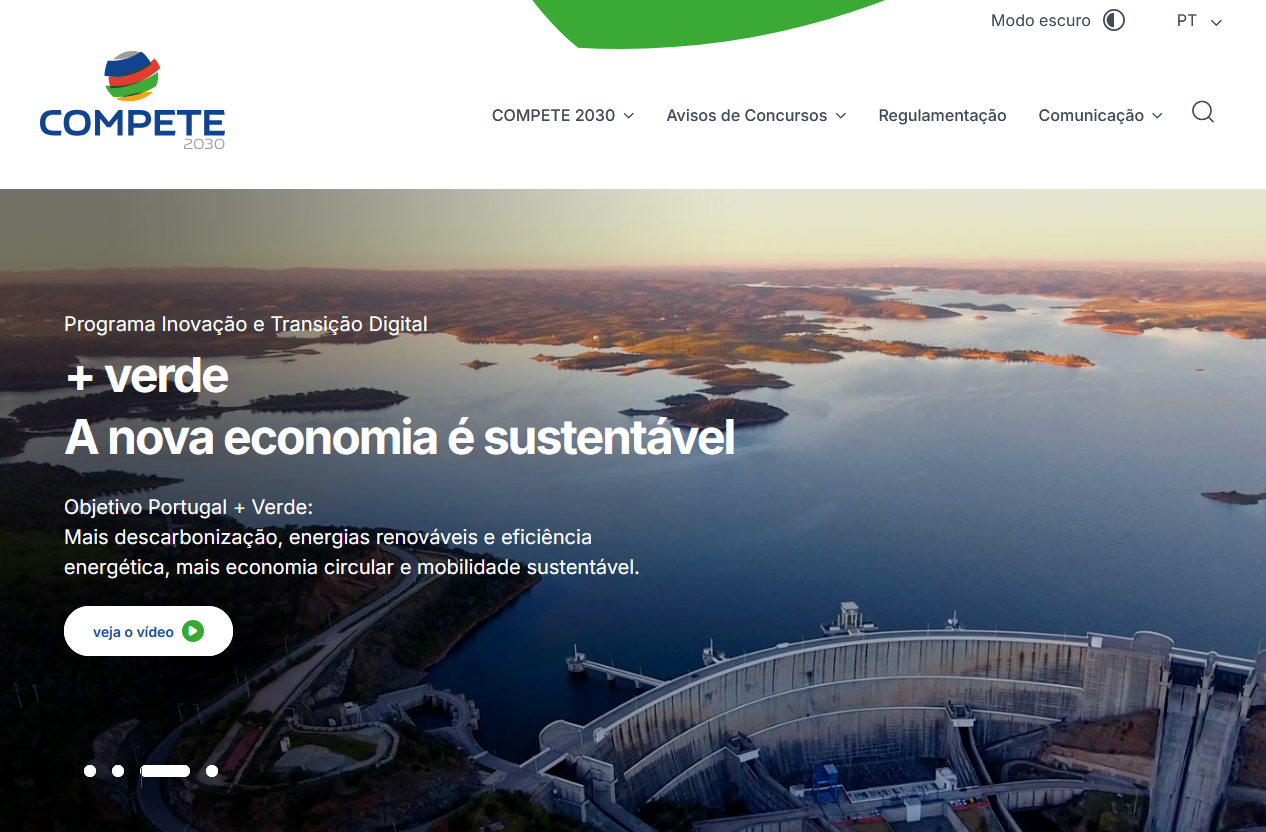 Modo escuro
PT
COMPETE
2030
COMPETE 2030
Avisos de Concursos
Regulamentação
Comunicação
Programa Inovação e Transição Digital
+ verde
A nova economia é sustentável
Objetivo Portugal + Verde:
Mais descarbonização, energias renováveis e eficiência
energética, mais economia circular e mobilidade sustentável.
veja o vídeo